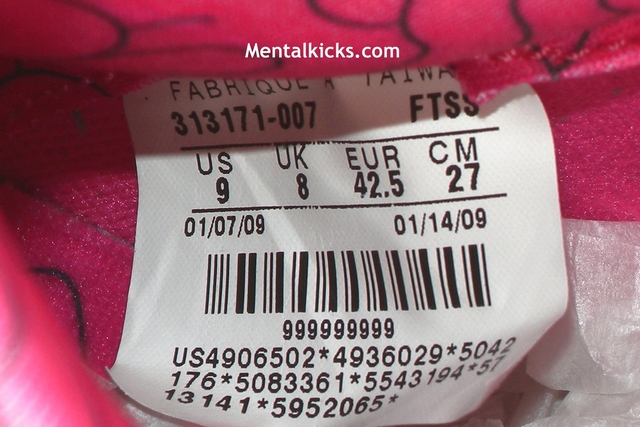 Mentalkicks.com
FABRIQUE A TAIWA
313171-007 FTSS
US UK EUR CM
9 8 42.5 27
01/07/09 01/14/09
999999999
US4906502*4936029*5042
176*5083361*5543194*57
13141*5952065*